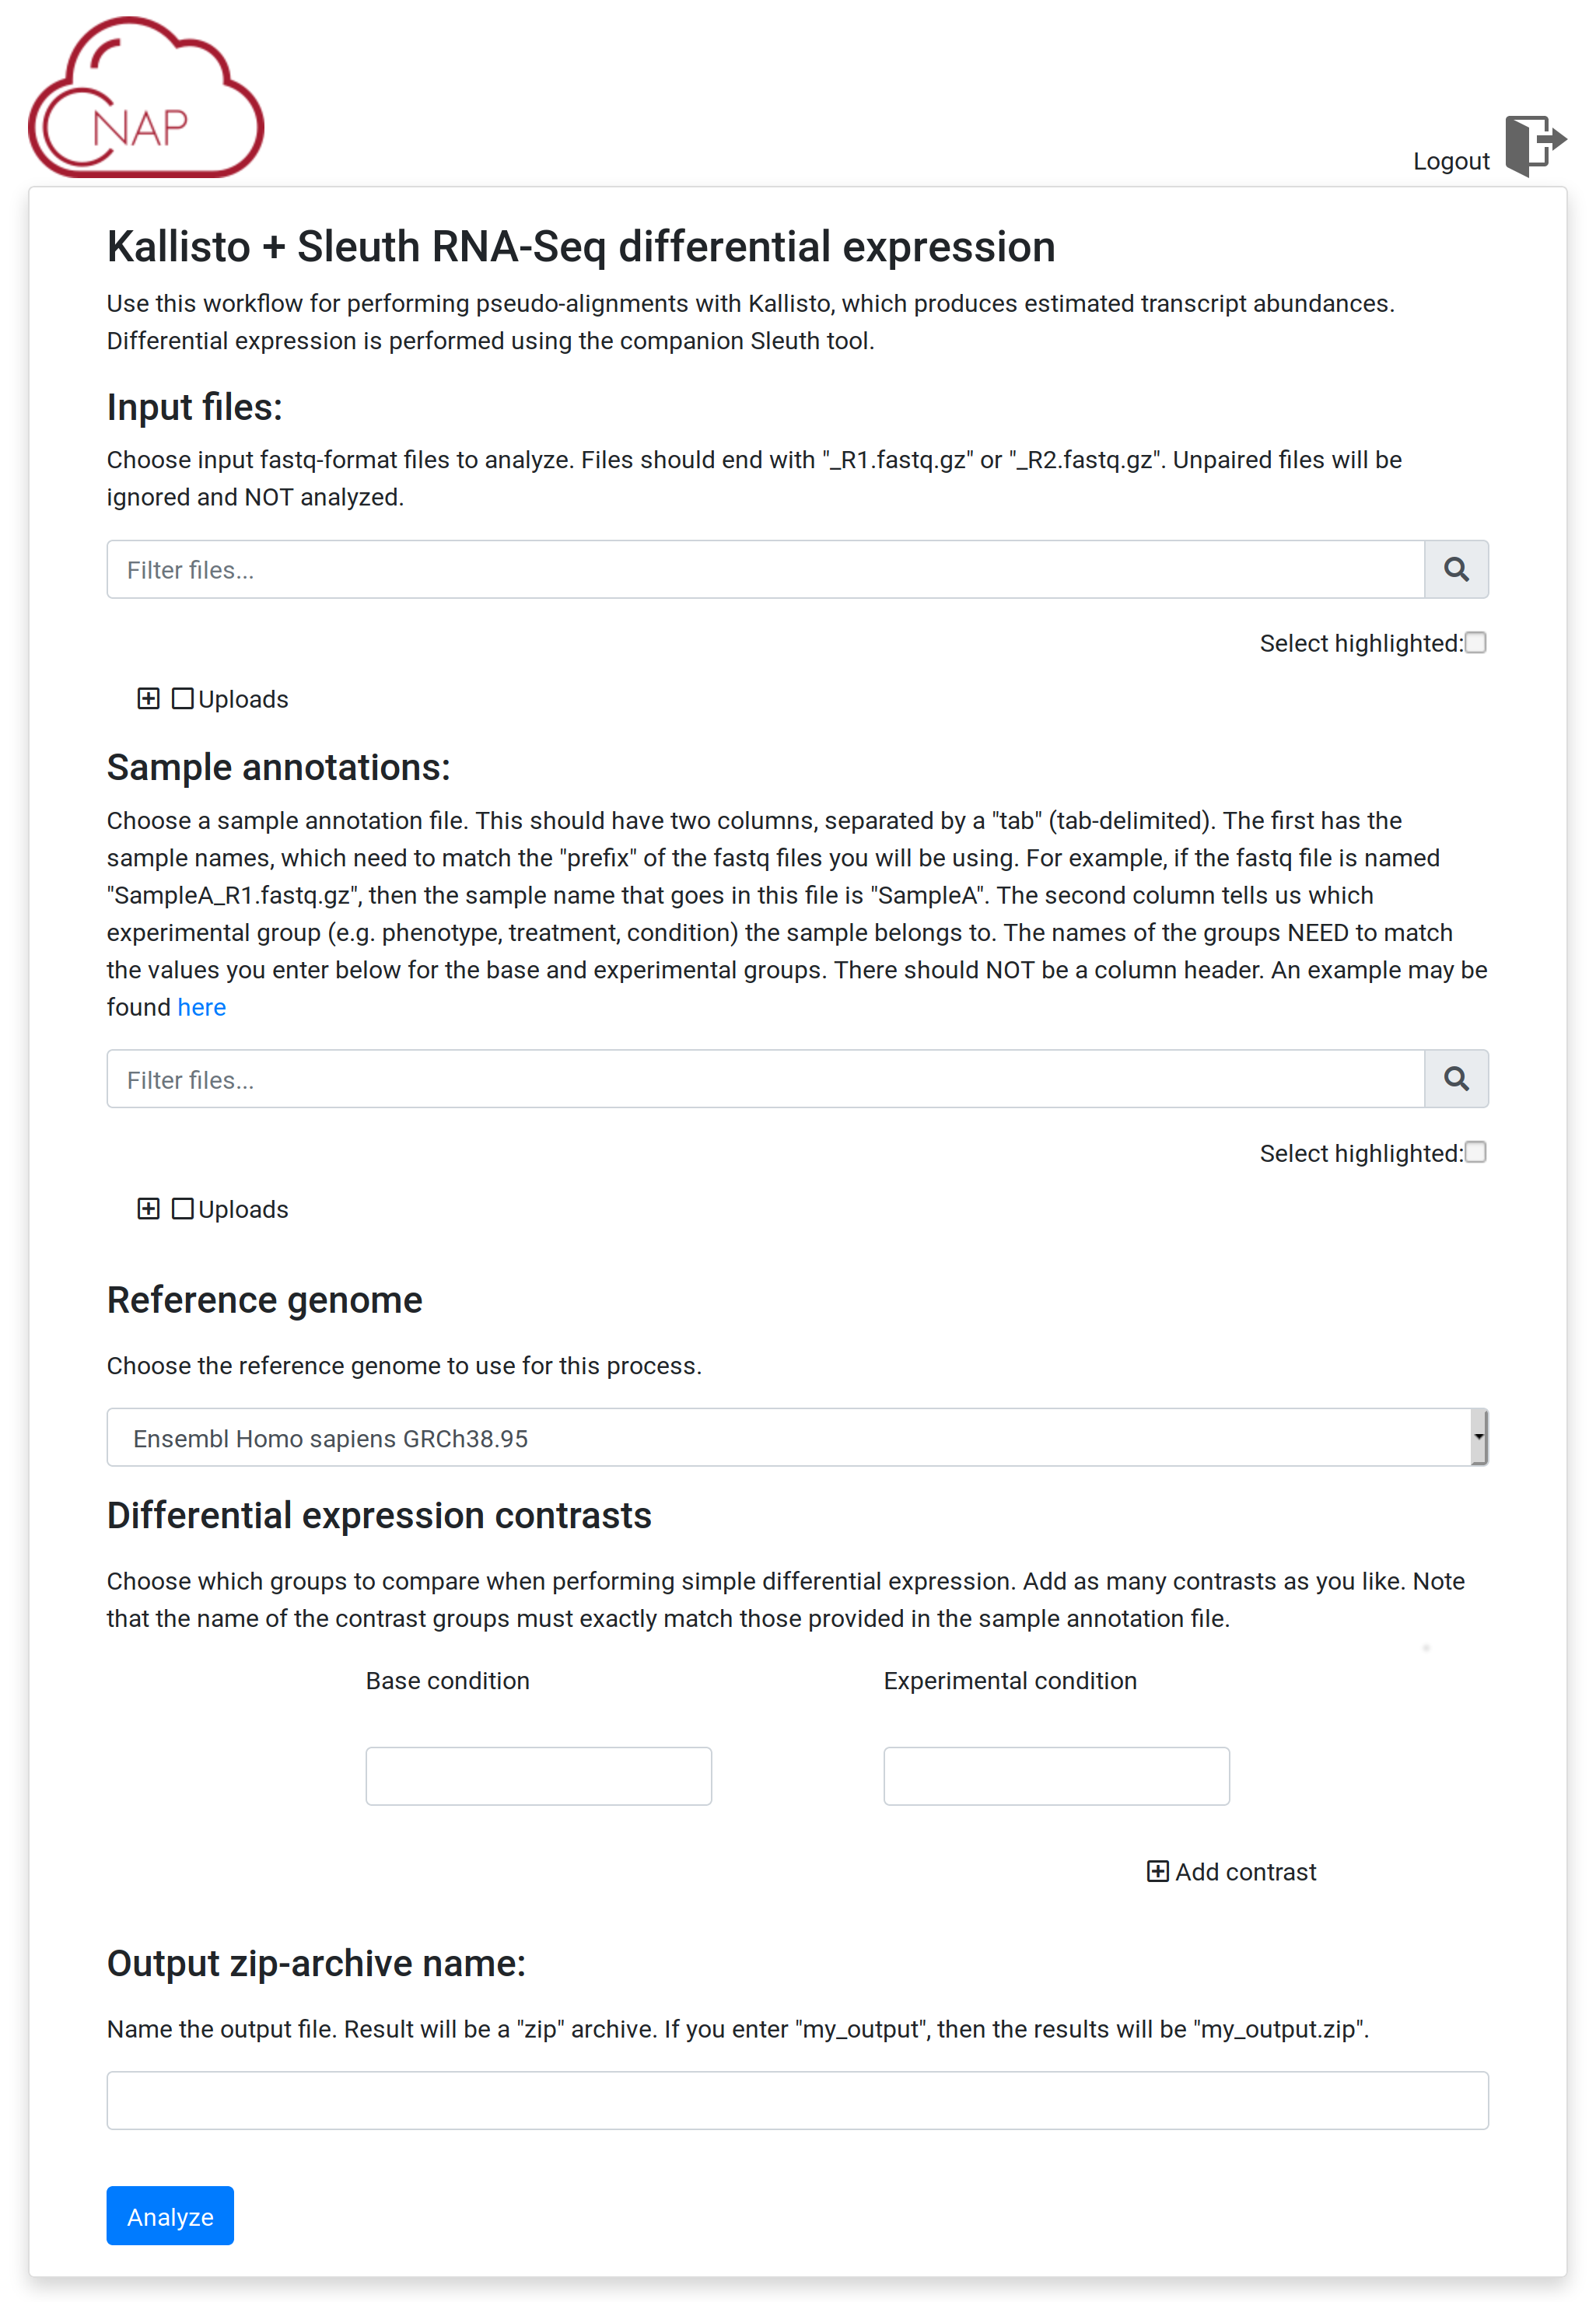 CNAP
Logout
Kallisto + Sleuth RNA-Seq differential expression
Use this workflow for performing pseudo-alignments with Kallisto, which produces estimated transcript abundances.
Differential expression is performed using the companion Sleuth tool.
Input files:
Choose input fastq-format files to analyze. Files should end with "_R1.fastq.gz" or "_R2.fastq.gz". Unpaired files will be
ignored and NOT analyzed.
Filter files...
Select highlighted:
Uploads
Sample annotations:
Choose a sample annotation file. This should have two columns, separated by a "tab" (tab-delimited). The first has the
sample names, which need to match the "prefix" of the fastq files you will be using. For example, if the fastq file is named
"SampleA_R1.fastq.gz", then the sample name that goes in this file is "SampleA". The second column tells us which
experimental group (e.g. phenotype, treatment, condition) the sample belongs to. The names of the groups NEED to match
the values you enter below for the base and experimental groups. There should NOT be a column header. An example may be
found here
Filter files...
Select highlighted:
Uploads
Reference genome
Choose the reference genome to use for this process.
Ensembl Homo sapiens GRCh38.95
Differential expression contrasts
Choose which groups to compare when performing simple differential expression. Add as many contrasts as you like. Note
that the name of the contrast groups must exactly match those provided in the sample annotation file.
Base condition Experimental condition
Add contrast
Output zip-archive name:
Name the output file. Result will be a "zip" archive. If you enter "my_output", then the results will be "my_output.zip".
Analyze